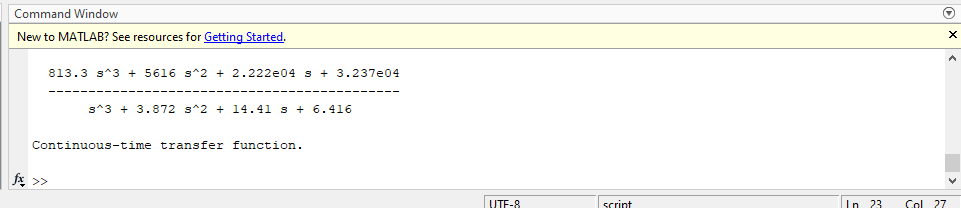 Command Window
New to MATLAB? See resources for Getting Started.
813.3 s^3 + 5616 s^2 + 2.222e04 s + 3.237e04
--------------------------------------------
s^3 + 3.872 s^2 + 14.41 s + 6.416
Continuous-time transfer function.
fx >>
UTF-8 script Ln 23 Col 27